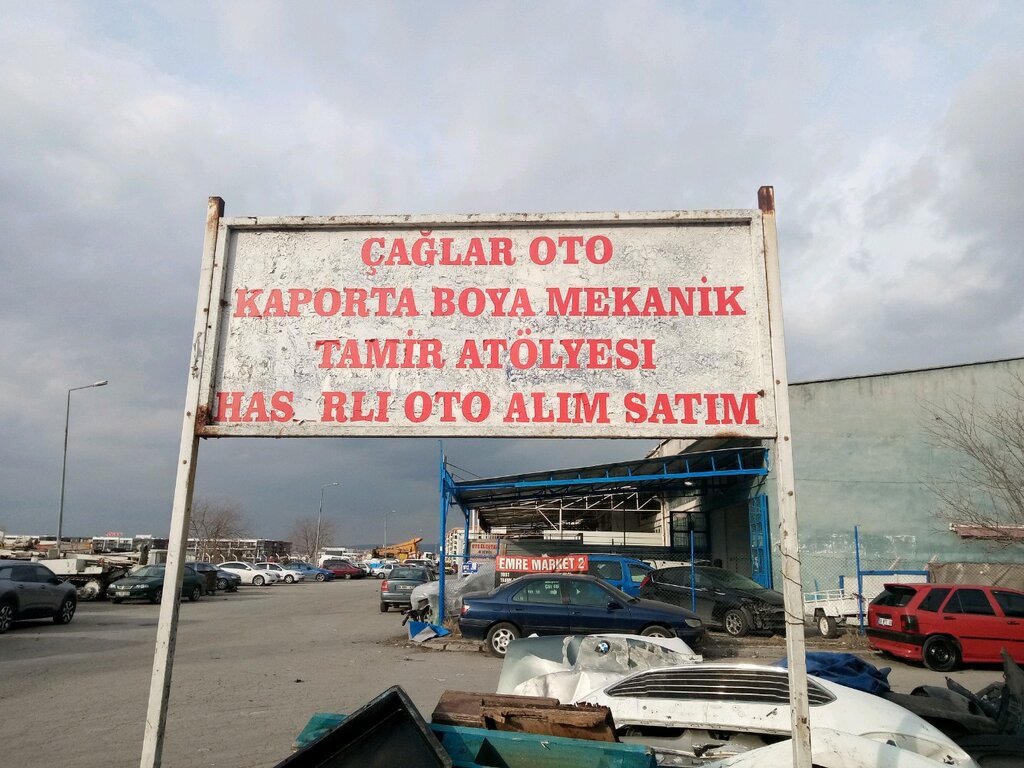 ÇAĞLAR OTO
KAPORTA BOYA MEKANİK
TAMİR ATÖLYESI
HAS RLI OTO ALIM SATIM
EMRE MARKET 2